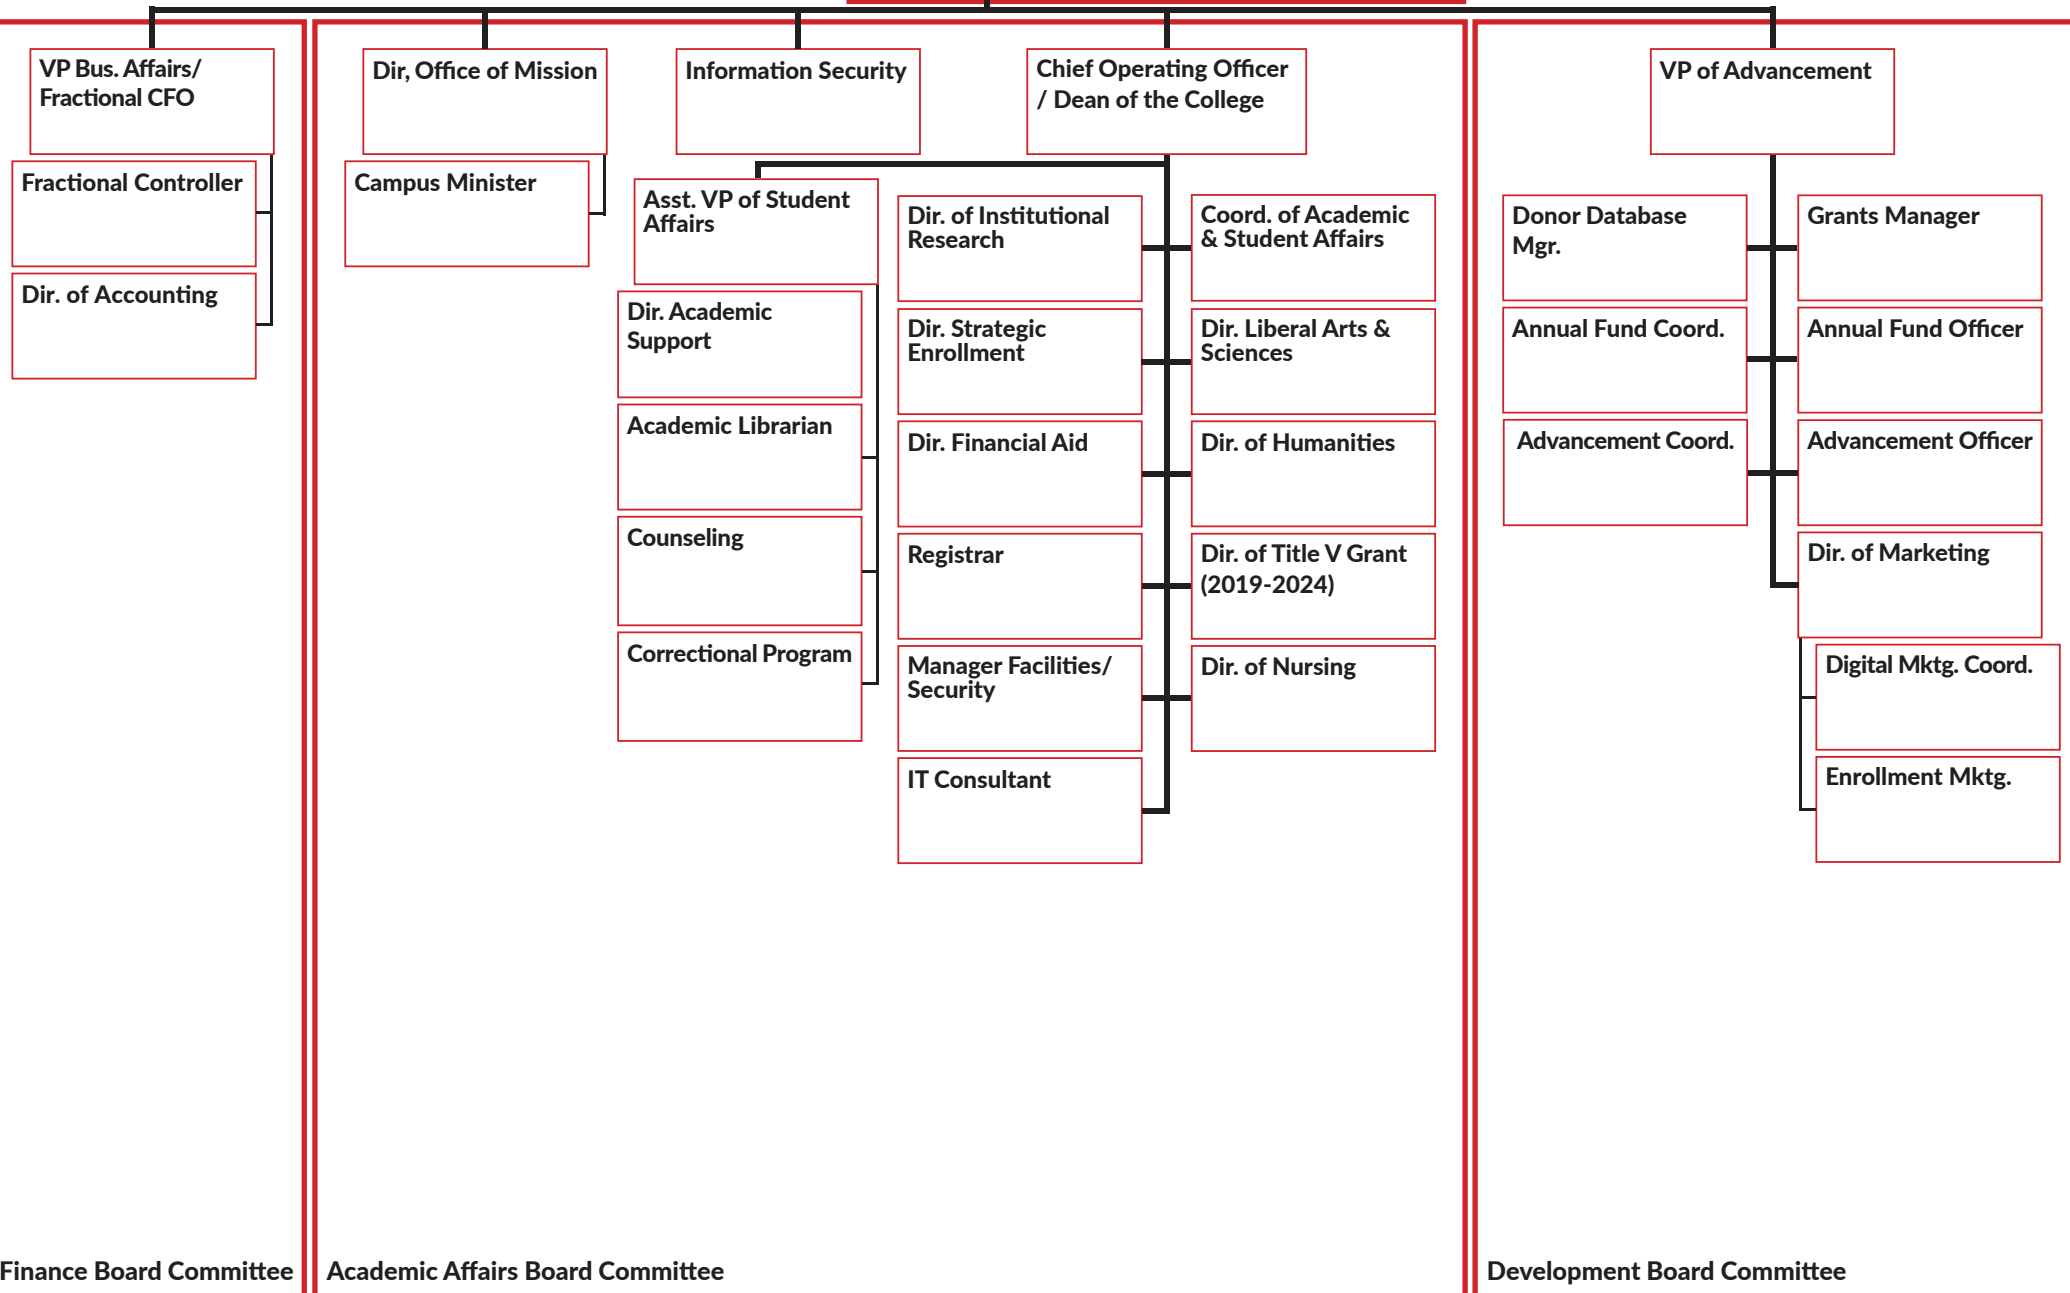 VP Bus. Affairs/
Fractional CFO
Fractional Controller
Dir. of Accounting
Finance Board Committee
Dir, Office of Mission
Campus Minister
Information Security
Chief Operating Officer
/ Dean of the College
Asst. VP of Student
Affairs
Dir. Academic
Support
Academic Librarian
Counseling
Correctional Program
Dir. of Institutional
Research
Dir. Strategic
Enrollment
Dir. Financial Aid
Registrar
Manager Facilities/
Security
IT Consultant
Coord. of Academic
& Student Affairs
Dir. Liberal Arts &
Sciences
Dir. of Humanities
Dir. of Title V Grant
(2019-2024)
Dir. of Nursing
Academic Affairs Board Committee
VP of Advancement
Donor Database
Mgr.
Annual Fund Coord.
Advancement Coord.
Grants Manager
Annual Fund Officer
Advancement Officer
Dir. of Marketing
Digital Mktg. Coord.
Enrollment Mktg.
Development Board Committee